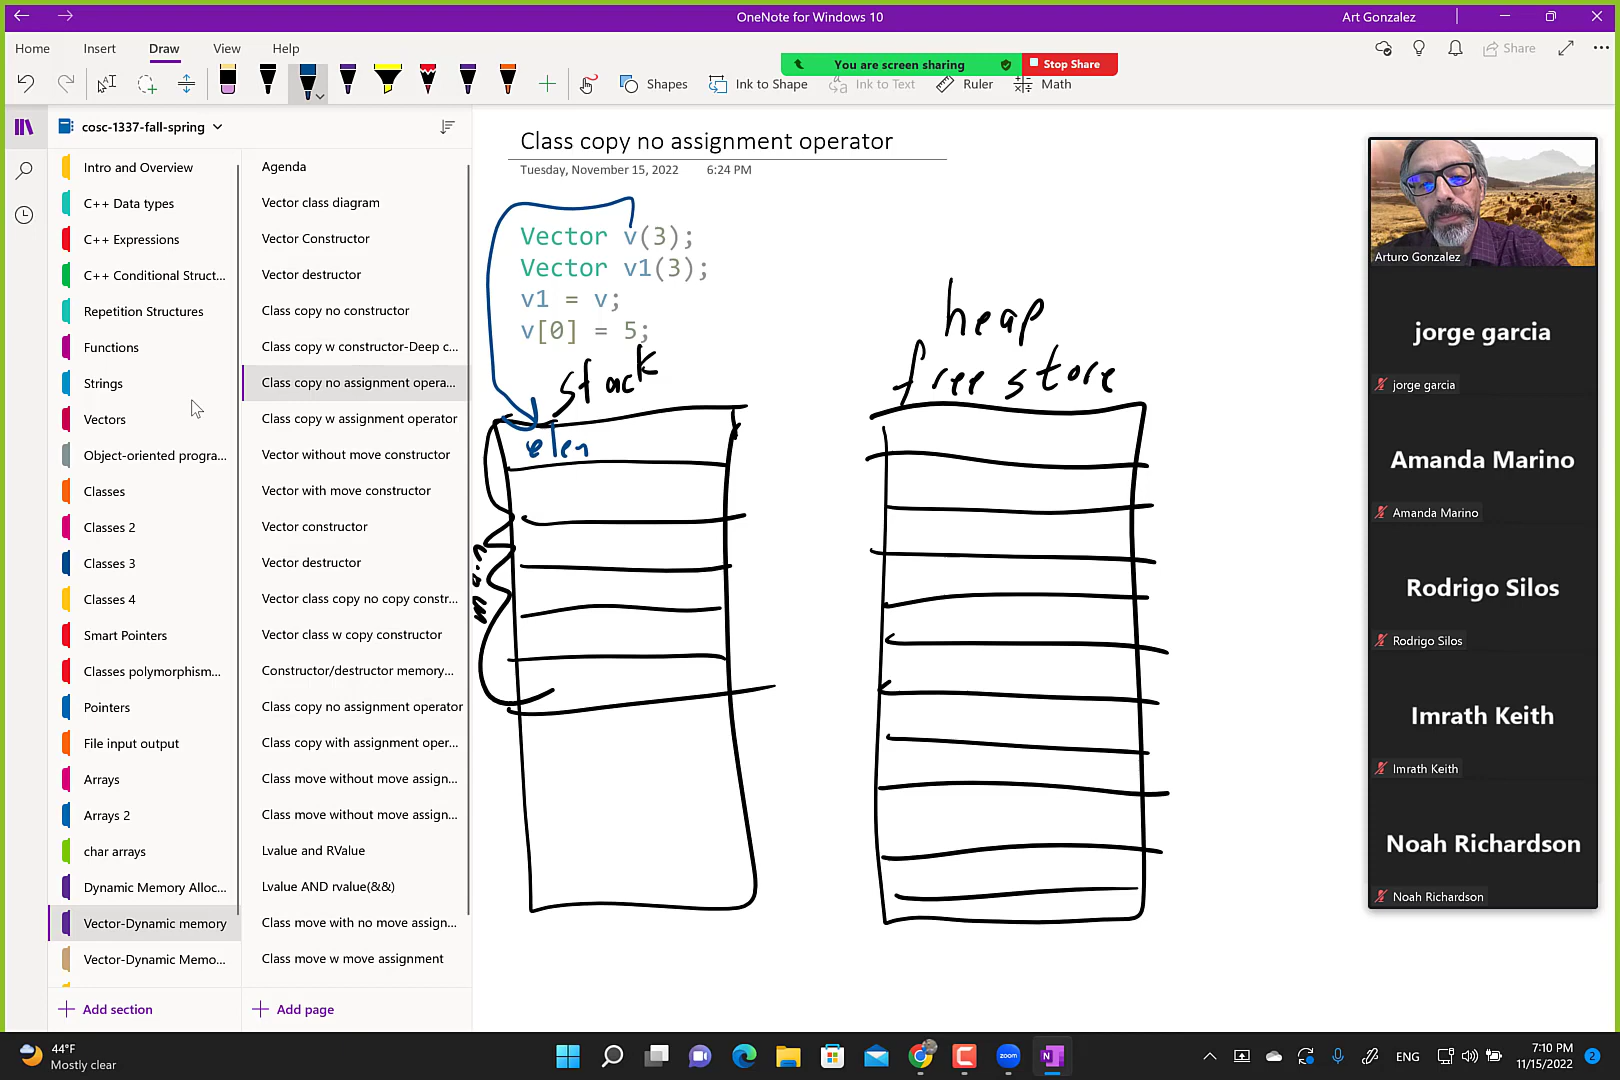 OneNote for Windows 10
Art Gonzalez
Home Insert Draw View Help
Share
You are screen sharing
Stop Share
Shapes
Ink to Shape
Ink to Text
Ruler
Math
cosc-1337-fall-spring
Intro and Overview
C++ Data types
C++ Expressions
C++ Conditional Struct...
Repetition Structures
Functions
Strings
Vectors
Object-oriented progra...
Classes
Classes 2
Classes 3
Classes 4
Smart Pointers
Classes polymorphism...
Pointers
File input output
Arrays
Arrays 2
char arrays
Dynamic Memory Alloc...
Vector-Dynamic memory
Vector-Dynamic Memo...
Add section
Agenda
Vector class diagram
Vector Constructor
Vector destructor
Class copy no constructor
Class copy w constructor-Deep c...
Class copy no assignment opera...
Class copy w assignment operator
Vector without move constructor
Vector with move constructor
Vector constructor
Vector destructor
Vector class copy no copy constr...
Vector class w copy constructor
Constructor/destructor memory...
Class copy no assignment operator
Class copy with assignment oper...
Class move without move assign...
Class move without move assign...
Lvalue and RValue
Lvalue AND rvalue(&&)
Class move with no move assign...
Class move w move assignment
Add page
Class copy no assignment operator
Tuesday, November 15, 2022 6:24 PM
Vector v(3);
Vector v1(3);
v1 = v;
v[0] = 5;
stack
elem
main
heap
free store
Arturo Gonzalez
jorge garcia
jorge garcia
Amanda Marino
Amanda Marino
Rodrigo Silos
Rodrigo Silos
Imrath Keith
Imrath Keith
Noah Richardson
Noah Richardson
44°F
Mostly clear
zoom
ENG
7:10 PM
11/15/2022
2